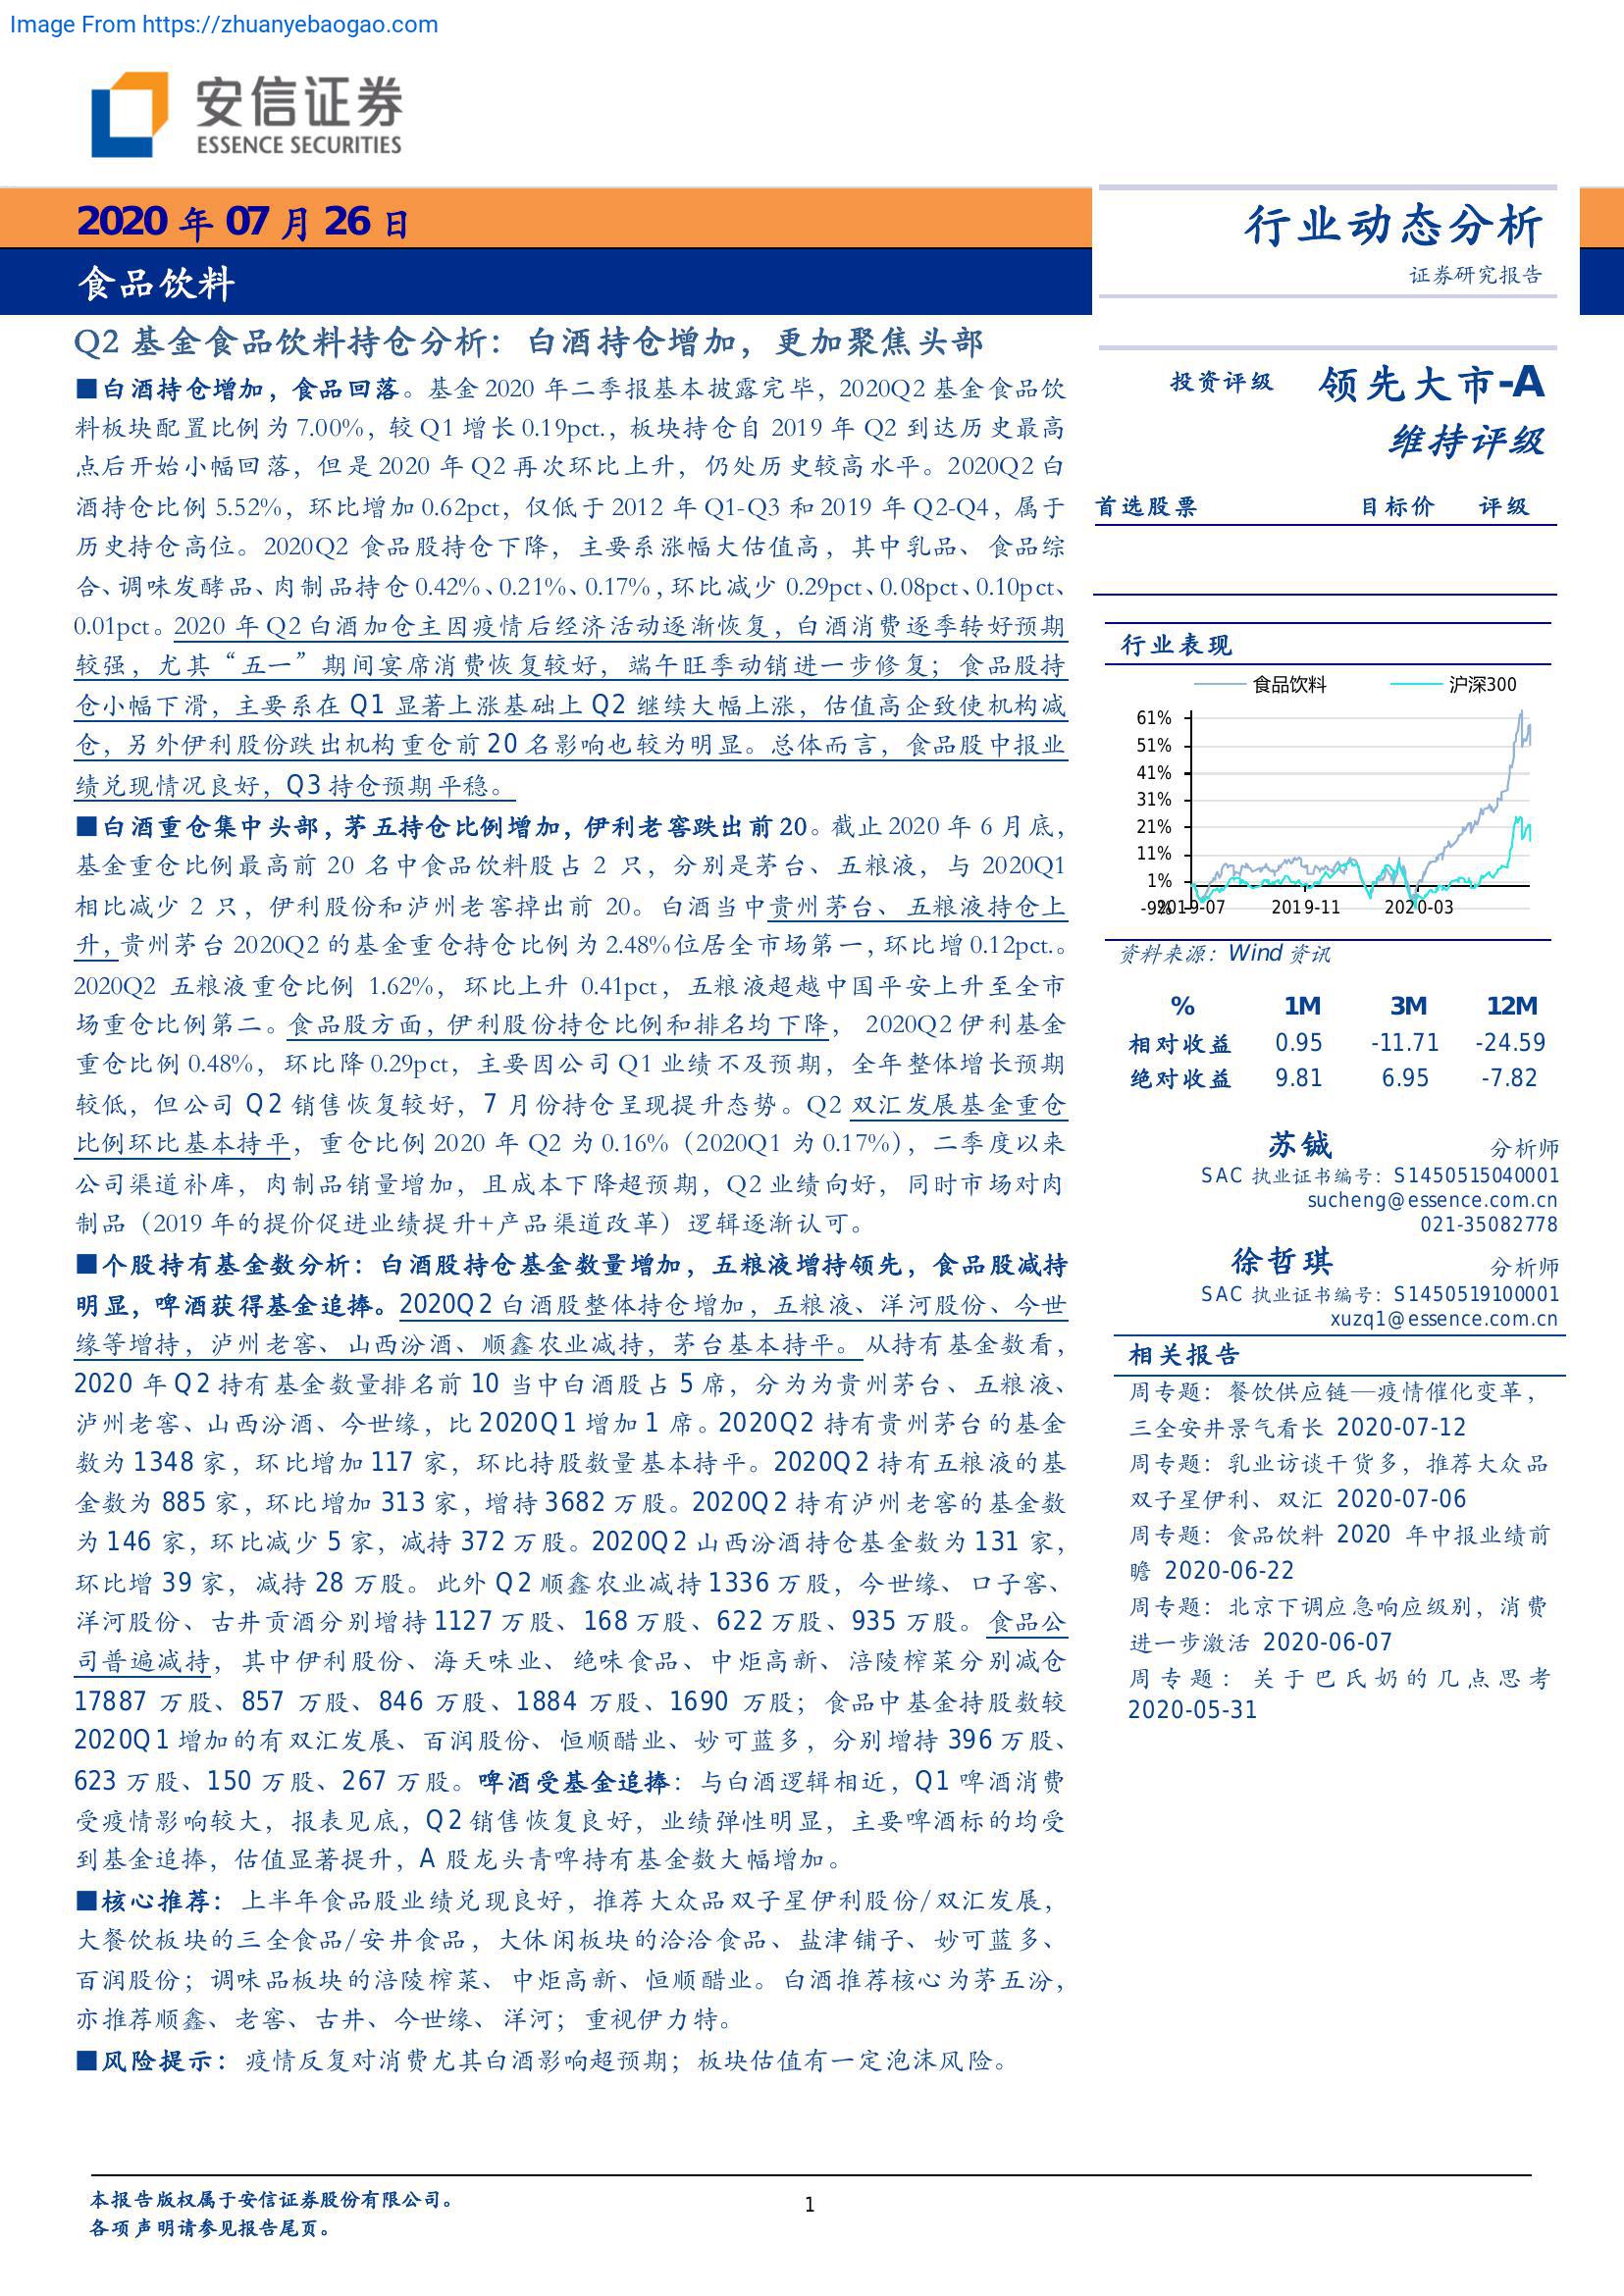 Image From https://zhuanyebaogao.com
安信证券
ESSENCE SECURITIES
2020 年 07 月 26 日
食品饮料
行业动态分析
证券研究报告
Q2 基金食品饮料持仓分析：白酒持仓增加，更加聚焦头部
■白酒持仓增加，食品回落。基金 2020 年二季报基本披露完毕，2020Q2 基金食品饮
料板块配置比例为 7.00%，较 Q1 增长 0.19pct.，板块持仓自 2019 年 Q2 到达历史最高
点后开始小幅回落，但是 2020 年 Q2 再次环比上升，仍处历史较高水平。2020Q2 白
酒持仓比例 5.52%，环比增加 0.62pct，仅低于 2012 年 Q1-Q3 和 2019 年 Q2-Q4，属于
历史持仓高位。2020Q2 食品股持仓下降，主要系涨幅大估值高，其中乳品、食品综
合、调味发酵品、肉制品持仓 0.42%、0.21%、0.17%，环比减少 0.29pct、0.08pct、0.10pct、
0.01pct。2020 年 Q2 白酒加仓主因疫情后经济活动逐渐恢复，白酒消费逐季转好预期
较强，尤其“五一”期间宴席消费恢复较好，端午旺季动销进一步修复；食品股持
仓小幅下滑，主要系在 Q1 显著上涨基础上 Q2 继续大幅上涨，估值高企致使机构减
仓，另外伊利股份跌出机构重仓前 20 名影响也较为明显。总体而言，食品股中报业
绩兑现情况良好，Q3 持仓预期平稳。
■白酒重仓集中头部，茅五持仓比例增加，伊利老窖跌出前 20。截止 2020 年 6 月底，
基金重仓比例最高前 20 名中食品饮料股占 2 只，分别是茅台、五粮液，与 2020Q1
相比减少 2 只，伊利股份和泸州老窖掉出前 20。白酒当中贵州茅台、五粮液持仓上
升，贵州茅台 2020Q2 的基金重仓持仓比例为 2.48%位居全市场第一，环比增 0.12pct.。
2020Q2 五粮液重仓比例 1.62%，环比上升 0.41pct，五粮液超越中国平安上升至全市
场重仓比例第二。食品股方面，伊利股份持仓比例和排名均下降， 2020Q2 伊利基金
重仓比例 0.48%，环比降 0.29pct，主要因公司 Q1 业绩不及预期，全年整体增长预期
较低，但公司 Q2 销售恢复较好，7 月份持仓呈现提升态势。Q2 双汇发展基金重仓
比例环比基本持平，重仓比例 2020 年 Q2 为 0.16%（2020Q1 为 0.17%），二季度以来
公司渠道补库，肉制品销量增加，且成本下降超预期，Q2 业绩向好，同时市场对肉
制品（2019 年的提价促进业绩提升+产品渠道改革）逻辑逐渐认可。
■个股持有基金数分析：白酒股持仓基金数量增加，五粮液增持领先，食品股减持
明显，啤酒获得基金追捧。2020Q2 白酒股整体持仓增加，五粮液、洋河股份、今世
缘等增持，泸州老窖、山西汾酒、顺鑫农业减持，茅台基本持平。从持有基金数看，
2020 年 Q2 持有基金数量排名前 10 当中白酒股占 5 席，分为为贵州茅台、五粮液、
泸州老窖、山西汾酒、今世缘，比 2020Q1 增加 1 席。2020Q2 持有贵州茅台的基金
数为 1348 家，环比增加 117 家，环比持股数量基本持平。2020Q2 持有五粮液的基
金数为 885 家，环比增加 313 家，增持 3682 万股。2020Q2 持有泸州老窖的基金数
为 146 家，环比减少 5 家，减持 372 万股。2020Q2 山西汾酒持仓基金数为 131 家，
环比增 39 家，减持 28 万股。此外 Q2 顺鑫农业减持 1336 万股，今世缘、口子窖、
洋河股份、古井贡酒分别增持 1127 万股、168 万股、622 万股、935 万股。食品公
司普遍减持，其中伊利股份、海天味业、绝味食品、中炬高新、涪陵榨菜分别减仓
17887 万股、857 万股、846 万股、1884 万股、1690 万股；食品中基金持股数较
2020Q1 增加的有双汇发展、百润股份、恒顺醋业、妙可蓝多，分别增持 396 万股、
623 万股、150 万股、267 万股。啤酒受基金追捧：与白酒逻辑相近，Q1 啤酒消费
受疫情影响较大，报表见底，Q2 销售恢复良好，业绩弹性明显，主要啤酒标的均受
到基金追捧，估值显著提升，A 股龙头青啤持有基金数大幅增加。
■核心推荐：上半年食品股业绩兑现良好，推荐大众品双子星伊利股份/双汇发展，
大餐饮板块的三全食品/安井食品，大休闲板块的洽洽食品、盐津铺子、妙可蓝多、
百润股份；调味品板块的涪陵榨菜、中炬高新、恒顺醋业。白酒推荐核心为茅五汾，
亦推荐顺鑫、老窖、古井、今世缘、洋河；重视伊力特。
■风险提示：疫情反复对消费尤其白酒影响超预期；板块估值有一定泡沫风险。
投资评级 领先大市-A
维持评级
首选股票 目标价 评级
行业表现
食品饮料 沪深300
61%
51%
41%
31%
21%
11%
1%
-9%
2019-07 2019-11 2020-03
资料来源：Wind 资讯
% 1M 3M 12M
相对收益 0.95 -11.71 -24.59
绝对收益 9.81 6.95 -7.82
苏铖 分析师
SAC 执业证书编号：S1450515040001
sucheng@essence.com.cn
021-35082778
徐哲琪 分析师
SAC 执业证书编号：S1450519100001
xuzq1@essence.com.cn
相关报告
周专题：餐饮供应链—疫情催化变革，
三全安井景气看长 2020-07-12
周专题：乳业访谈干货多，推荐大众品
双子星伊利、双汇 2020-07-06
周专题：食品饮料 2020 年中报业绩前
瞻 2020-06-22
周专题：北京下调应急响应级别，消费
进一步激活 2020-06-07
周专题：关于巴氏奶的几点思考
2020-05-31
本报告版权属于安信证券股份有限公司。
各项声明请参见报告尾页。
1